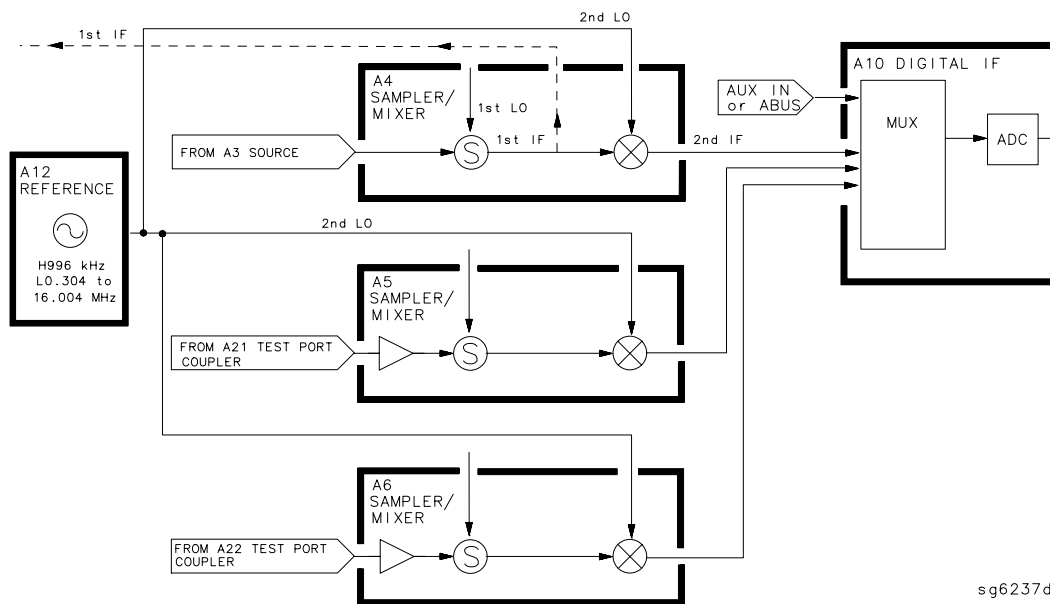 2nd LO
1st IF
A10 DIGITAL IF
A4
SAMPLER/
MIXER
AUX IN
or ABUS
1st LO
MUX
FROM A3 SOURCE
S
1st IF
2nd IF
ADC
A12
REFERENCE
H996 kHz
L0.304 to
16.004 MHz
2nd LO
A5
SAMPLER/
MIXER
FROM A21 TEST PORT
COUPLER
S
A6
SAMPLER/
MIXER
FROM A22 TEST PORT
COUPLER
S
sg6237d